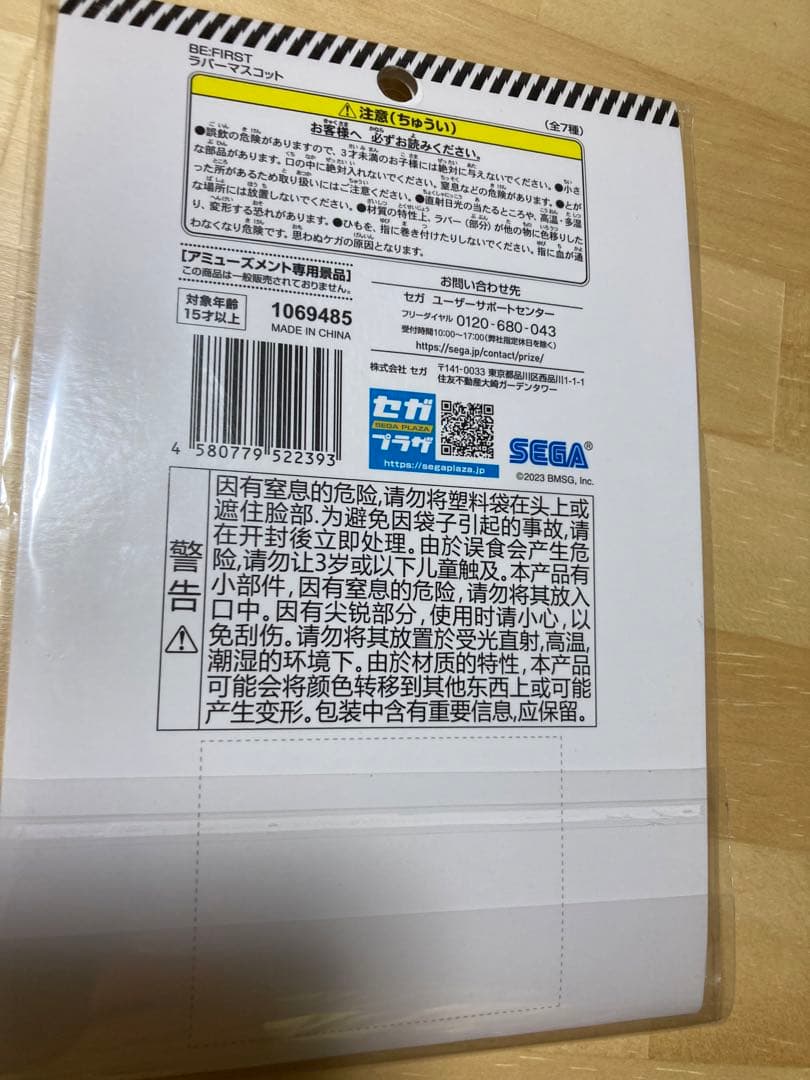 BE:FIRST
ラバーマスコット
(全7種)
⚠注意(ちゅうい)
お客様へ 必ずお読みください。
●誤飲の危険がありますので、3才未満のお子様には絶対に与えないでください。●小さ
な部品があります。口の中に絶対入れないでください。窒息などの危険があります。●とが
った所があるため取り扱いにはご注意ください。●直射日光の当たるところや、高温・多湿
な場所には放置しないでください。●材質の特性上、ラバー(部分)が他の物に色移りした
り、変形する恐れがあります。●ひもを、指に巻き付けたりしないでください。指に血が通
わなくなり危険です。思わぬケガの原因となります。
[アミューズメント専用景品]
この商品は一般販売されておりません。
対象年齢
15才以上
1069485
MADE IN CHINA
4 580779 522393
お問い合わせ先
セガ ユーザーサポートセンター
フリーダイヤル 0120-680-043
受付時間10:00~17:00(弊社指定休日を除く)
https://sega.jp/contact/prize/
株式会社 セガ 〒141-0033 東京都品川区西品川1-1-1
住友不動産大崎ガーデンタワー
セガ
SEGA PLAZA
プラザ
https://segaplaza.jp
SEGA®
©2023 BMSG, Inc.
警告⚠
因有窒息的危险,请勿将塑料袋在头上或
遮住脸部.为避免因袋子引起的事故,请
在开封後立即处理。由於误食会产生危
险,请勿让3岁或以下儿童触及。本产品有
小部件,因有窒息的危险,请勿将其放入
口中。因有尖锐部分,使用时请小心,以
免刮伤。请勿将其放置於受光直射,高温,
潮湿的环境下。由於材质的特性,本产品
可能会将颜色转移到其他东西上或可能
产生变形。包装中含有重要信息,应保留。